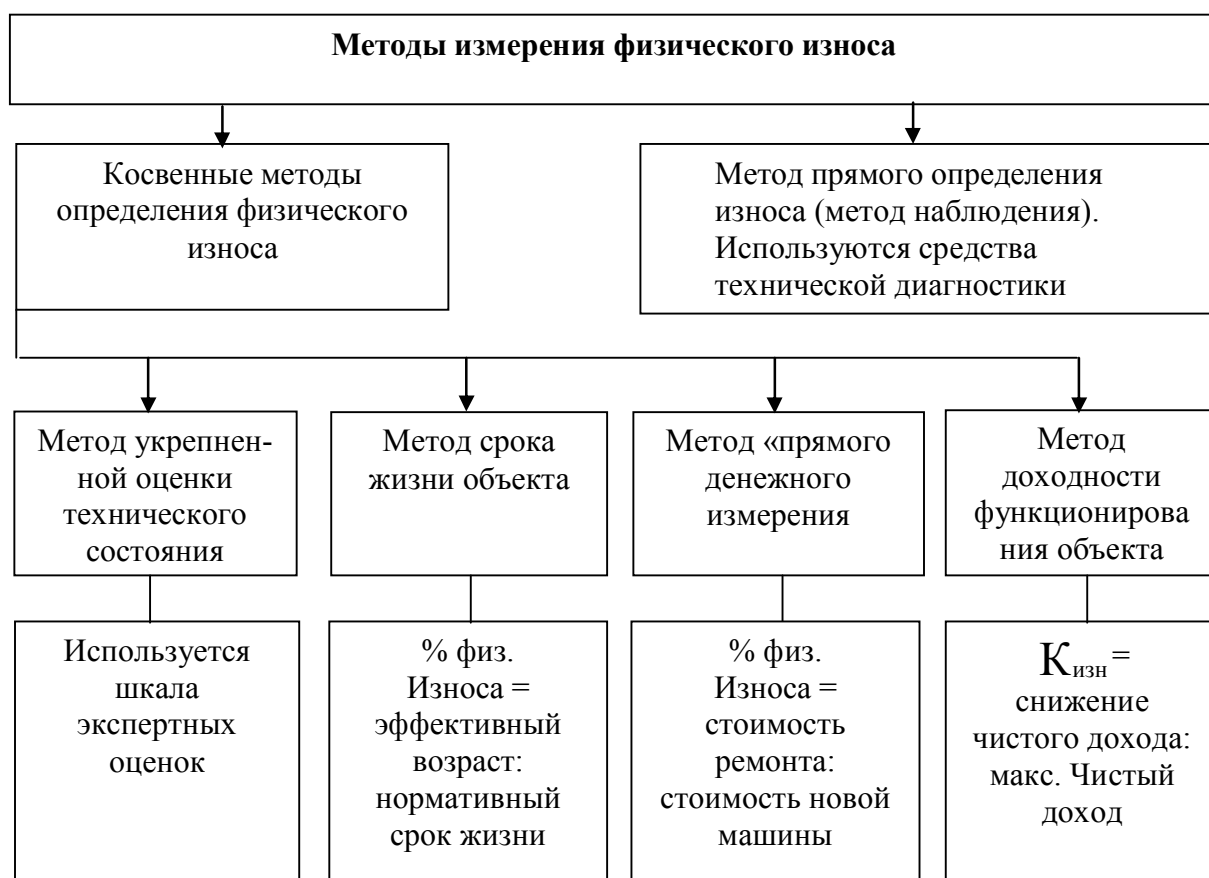 Методы измерения физического износа
Косвенные методы
определения физического
износа
Метод прямого определения
износа (метод наблюдения).
Используются средства
технической диагностики
Метод укрепнен-
ной оценки
технического
состояния
Метод срока
жизни объекта
Метод «прямого
денежного
измерения
Метод
доходности
функционирова
ния объекта
Используется
шкала
экспертных
оценок
% физ.
Износа =
эффективный
возраст:
нормативный
срок жизни
% физ.
Износа =
стоимость
ремонта:
стоимость новой
машины
Кизн =
снижение
чистого дохода:
макс. Чистый
доход